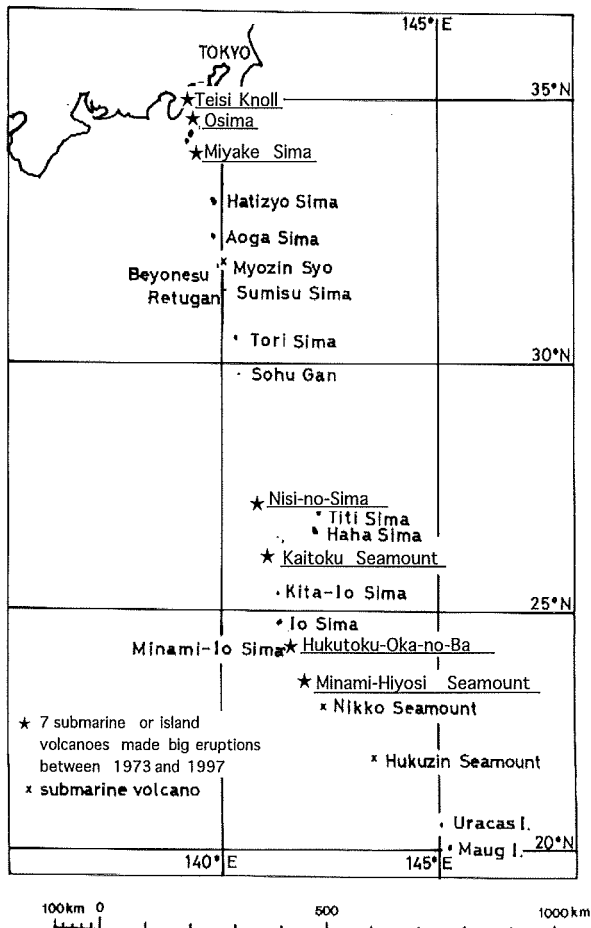 145°E
TOKYO
35°N
Teisi Knoll
Osima
Miyake Sima
Hatizyo Sima
Aoga Sima
Myozin Syo
Beyonesu
Retugan
Sumisu Sima
Tori Sima
30°N
Sohu Gan
Nisi-no-Sima
Titi Sima
Haha Sima
Kaitoku Seamount
Kita-Io Sima
25°N
Io Sima
Minami-Io Sima
Hukutoku-Oka-no-Ba
Minami-Hiyosi Seamount
Nikko Seamount
★ 7 submarine or island
volcanoes made big eruptions
between 1973 and 1997
x submarine volcano
Hukuzin Seamount
Uracas I.
Maug I.
20°N
140°E
145°E
100km 0 500 1000km